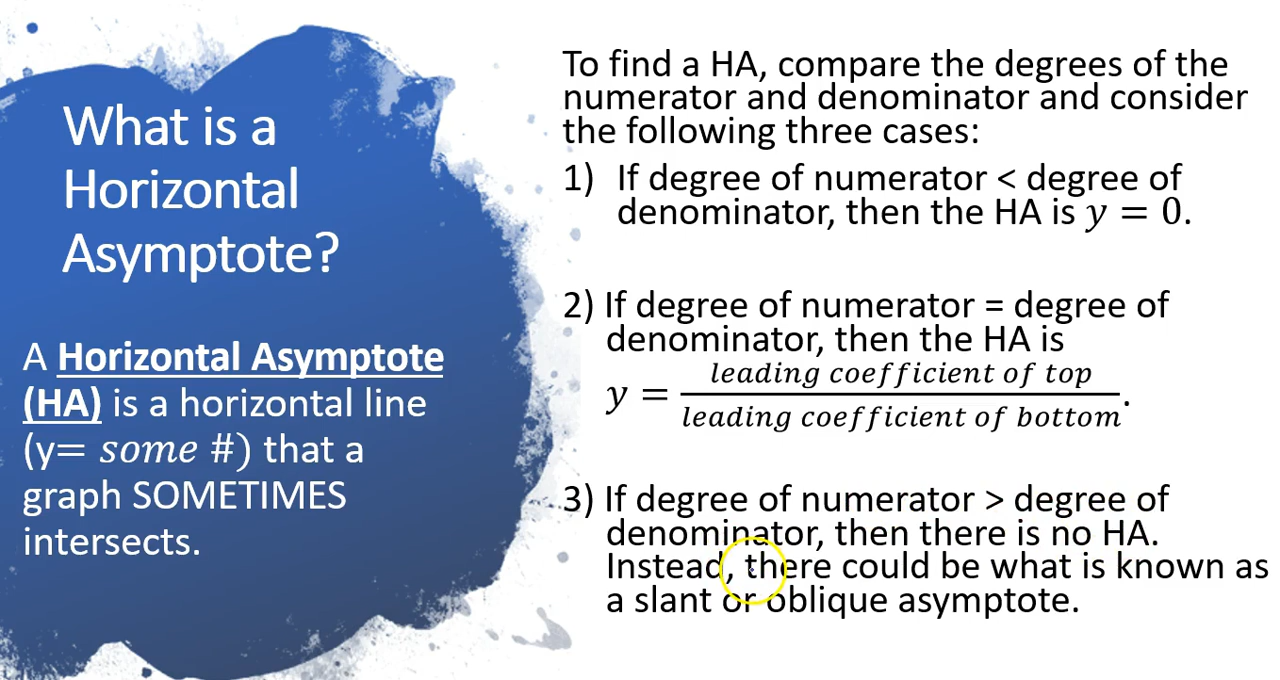 What is a
Horizontal
Asymptote?
A Horizontal Asymptote
(HA) is a horizontal line
(y= some #) that a
graph SOMETIMES
intersects.
To find a HA, compare the degrees of the
numerator and denominator and consider
the following three cases:
1) If degree of numerator < degree of
denominator, then the HA is y = 0.
2) If degree of numerator = degree of
denominator, then the HA is
y = leading coefficient of top / leading coefficient of bottom.
3) If degree of numerator > degree of
denominator, then there is no HA.
Instead, there could be what is known as
a slant or oblique asymptote.